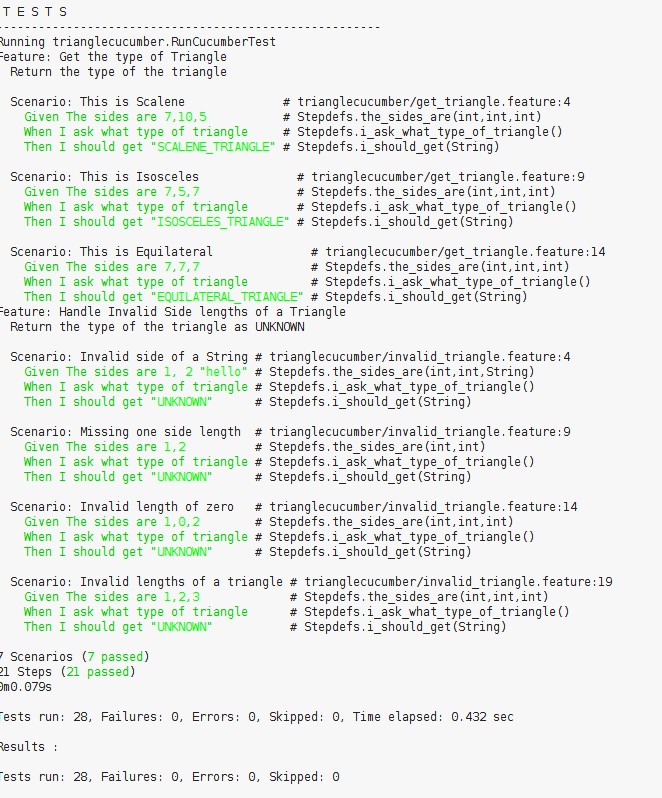 T E S T S
-------------------------------------------------------
Running trianglecucumber.RunCucumberTest
Feature: Get the type of Triangle
  Return the type of the triangle

  Scenario: This is Scalene              # trianglecucumber/get_triangle.feature:4
    Given The sides are 7,10,5           # Stepdefs.the_sides_are(int,int,int)
    When I ask what type of triangle     # Stepdefs.i_ask_what_type_of_triangle()
    Then I should get "SCALENE_TRIANGLE" # Stepdefs.i_should_get(String)

  Scenario: This is Isosceles              # trianglecucumber/get_triangle.feature:9
    Given The sides are 7,5,7              # Stepdefs.the_sides_are(int,int,int)
    When I ask what type of triangle       # Stepdefs.i_ask_what_type_of_triangle()
    Then I should get "ISOSCELES_TRIANGLE" # Stepdefs.i_should_get(String)

  Scenario: This is Equilateral              # trianglecucumber/get_triangle.feature:14
    Given The sides are 7,7,7                # Stepdefs.the_sides_are(int,int,int)
    When I ask what type of triangle         # Stepdefs.i_ask_what_type_of_triangle()
    Then I should get "EQUILATERAL_TRIANGLE" # Stepdefs.i_should_get(String)
Feature: Handle Invalid Side lengths of a Triangle
  Return the type of the triangle as UNKNOWN

  Scenario: Invalid side of a String # trianglecucumber/invalid_triangle.feature:4
    Given The sides are 1, 2 "hello" # Stepdefs.the_sides_are(int,int,String)
    When I ask what type of triangle # Stepdefs.i_ask_what_type_of_triangle()
    Then I should get "UNKNOWN"      # Stepdefs.i_should_get(String)

  Scenario: Missing one side length  # trianglecucumber/invalid_triangle.feature:9
    Given The sides are 1,2          # Stepdefs.the_sides_are(int,int)
    When I ask what type of triangle # Stepdefs.i_ask_what_type_of_triangle()
    Then I should get "UNKNOWN"      # Stepdefs.i_should_get(String)

  Scenario: Invalid length of zero   # trianglecucumber/invalid_triangle.feature:14
    Given The sides are 1,0,2        # Stepdefs.the_sides_are(int,int,int)
    When I ask what type of triangle # Stepdefs.i_ask_what_type_of_triangle()
    Then I should get "UNKNOWN"      # Stepdefs.i_should_get(String)

  Scenario: Invalid lengths of a triangle # trianglecucumber/invalid_triangle.feature:19
    Given The sides are 1,2,3             # Stepdefs.the_sides_are(int,int,int)
    When I ask what type of triangle      # Stepdefs.i_ask_what_type_of_triangle()
    Then I should get "UNKNOWN"           # Stepdefs.i_should_get(String)

7 Scenarios (7 passed)
21 Steps (21 passed)
0m0.079s

Tests run: 28, Failures: 0, Errors: 0, Skipped: 0, Time elapsed: 0.432 sec

Results :

Tests run: 28, Failures: 0, Errors: 0, Skipped: 0